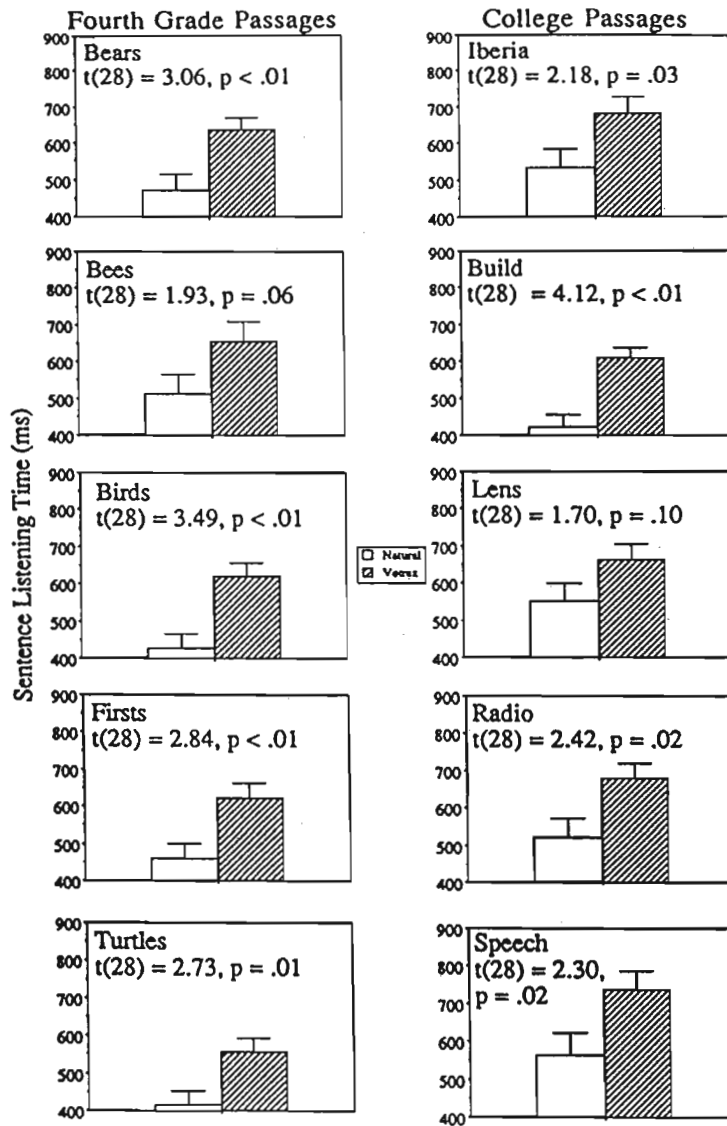 Fourth Grade Passages
College Passages
Sentence Listening Time (ms)
Bears
t(28) = 3.06, p < .01
900
800
700
600
500
400
Iberia
t(28) = 2.18, p = .03
900
800
700
600
500
400
Bees
t(28) = 1.93, p = .06
900
800
700
600
500
400
Build
t(28) = 4.12, p < .01
900
800
700
600
500
400
Birds
t(28) = 3.49, p < .01
900
800
700
600
500
400
Natural
Votrax
Lens
t(28) = 1.70, p = .10
900
800
700
600
500
400
Firsts
t(28) = 2.84, p < .01
900
800
700
600
500
400
Radio
t(28) = 2.42, p = .02
900
800
700
600
500
400
Turtles
t(28) = 2.73, p = .01
900
800
700
600
500
400
Speech
t(28) = 2.30,
p = .02
900
800
700
600
500
400